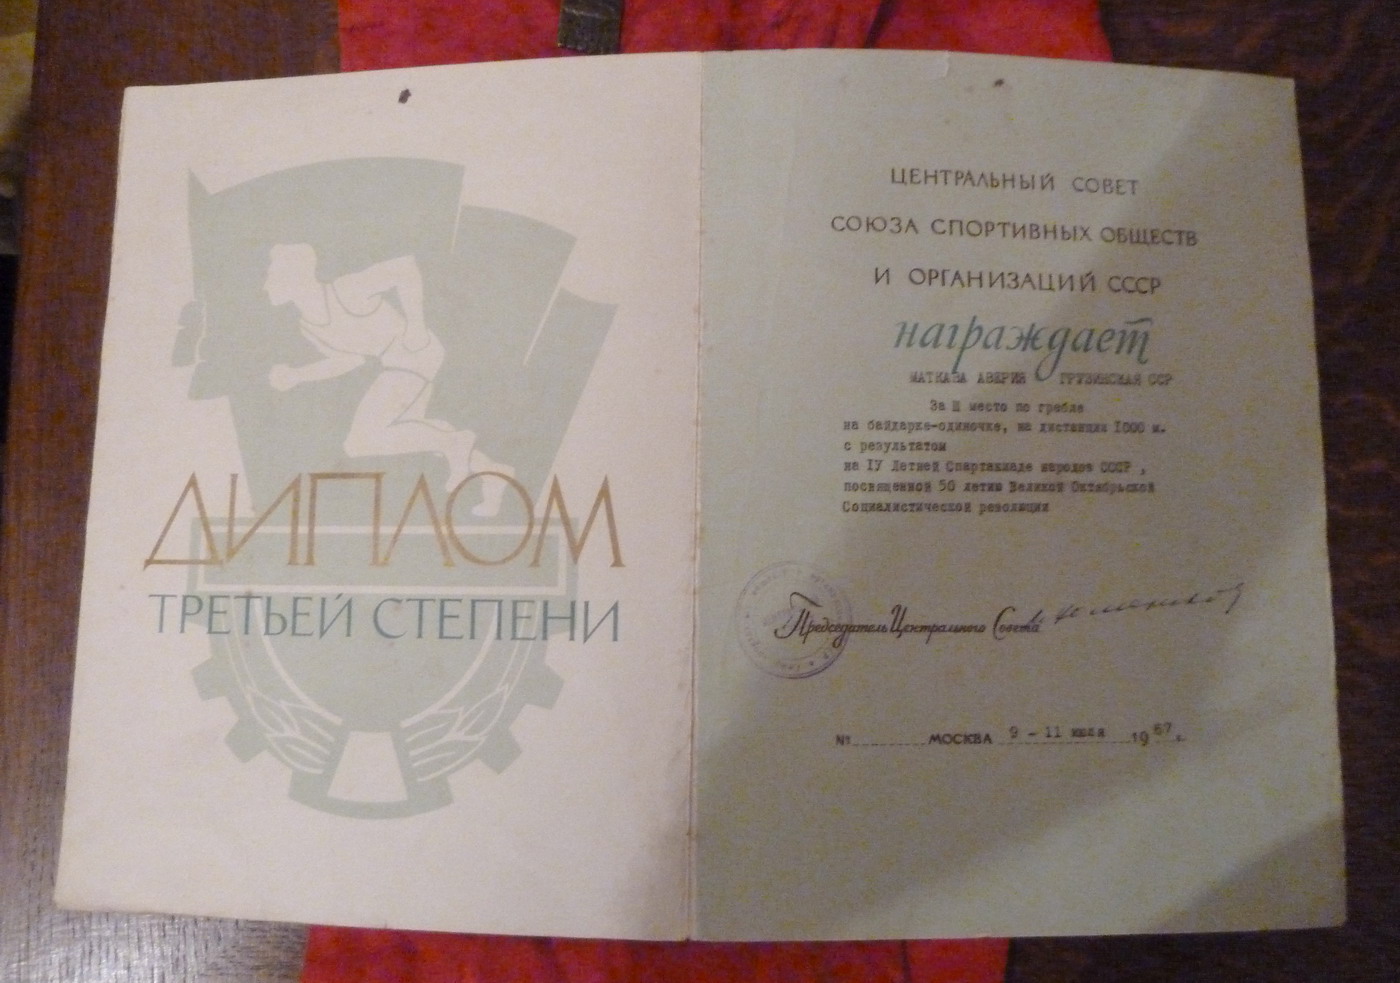 ДИПЛОМ
ТРЕТЬЕЙ СТЕПЕНИ
ЦЕНТРАЛЬНЫЙ СОВЕТ
СОЮЗА СПОРТИВНЫХ ОБЩЕСТВ
И ОРГАНИЗАЦИЙ СССР
награждает
МАТКАВА АВЕРИЯ ГРУЗИНСКАЯ ССР
За II место по гребле
на байдарке-одиночке, на дистанции 1000 м.
с результатом
на IУ Летней Спартакиаде народов СССР ,
посвященной 50 летию Великой Октябрьской
Социалистической революции
Председатель Центрального Совета
№ МОСКВА 9 - 11 июля 1967 г.